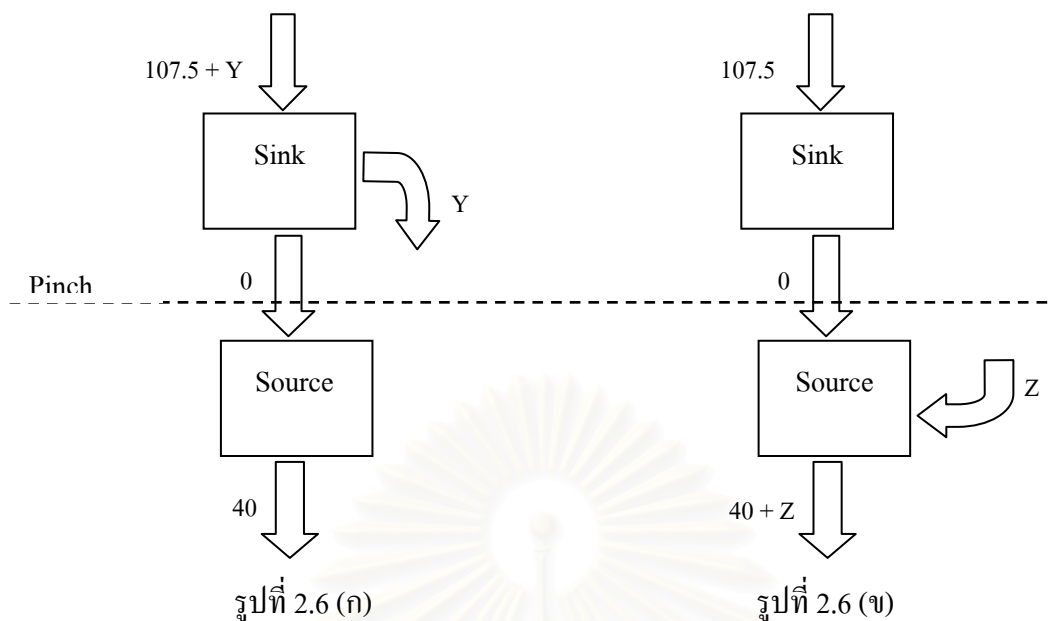 107.5 + Y
107.5
Sink
Sink
Y
Pinch
0
0
Source
Source
Z
40
40 + Z
รูปที่ 2.6 (ก)
รูปที่ 2.6 (ข)